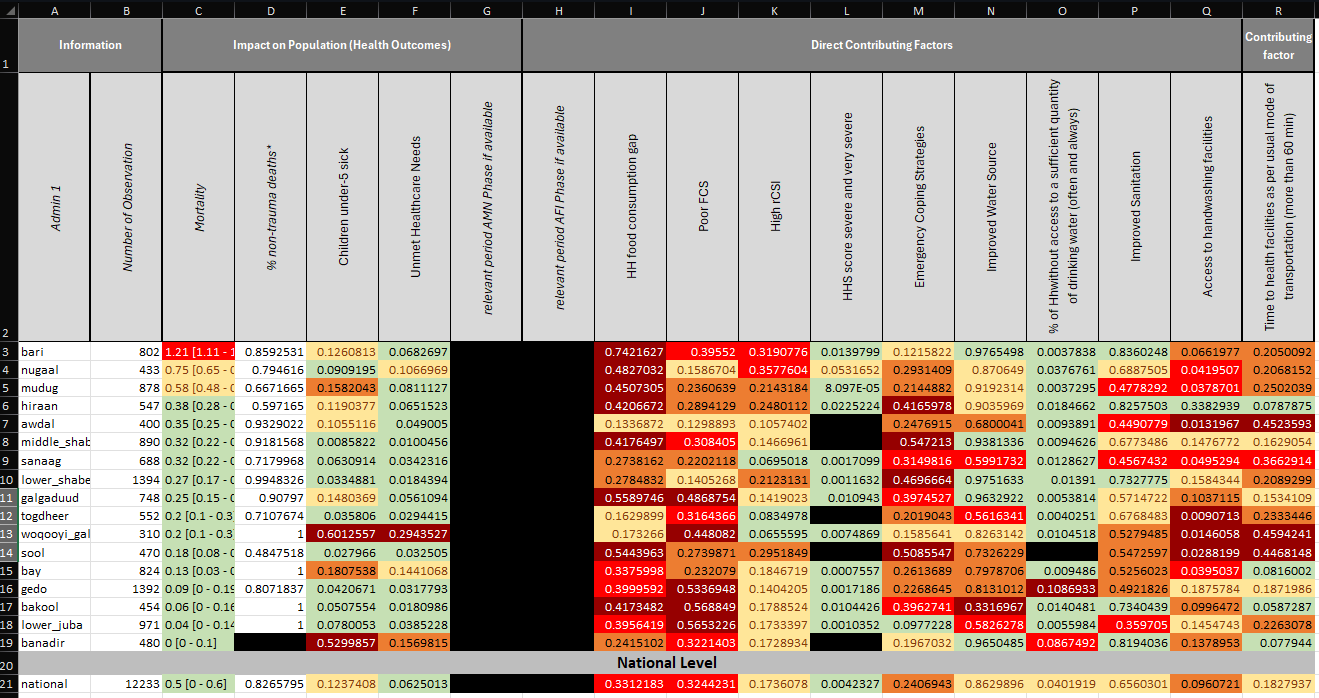 A B C D E F G H I J K L M N O P Q R
1 Information Impact on Population (Health Outcomes) Direct Contributing Factors Contributing factor
2 Admin 1 Number of Observation Mortality % non-trauma deaths* Children under-5 sick Unmet Healthcare Needs relevant period AMN Phase if available relevant period AFI Phase if available HH food consumption gap Poor FCS High rCSI HHS score severe and very severe Emergency Coping Strategies Improved Water Source % of Hhwithout access to a sufficient quantity of drinking water (often and always) Improved Sanitation Access to handwashing facilities Time to health facilities as per usual mode of transportation (more than 60 min)
3 bari 802 1.21 [1.11 - 1 0.8592531 0.1260813 0.0682697 0.7421627 0.39552 0.3190776 0.0139799 0.1215822 0.9765498 0.0037838 0.8360248 0.0661977 0.2050092
4 nugaal 433 0.75 [0.65 - 0 0.794616 0.0909195 0.1066969 0.4827032 0.1586704 0.3577604 0.0531652 0.2931409 0.870649 0.0376761 0.6887505 0.0419507 0.2068152
5 mudug 878 0.58 [0.48 - 0 0.6671665 0.1582043 0.0811127 0.4507305 0.2360639 0.2143184 8.097E-05 0.2144882 0.9192314 0.0037295 0.4778292 0.0378701 0.2502039
6 hiraan 547 0.38 [0.28 - 0 0.597165 0.1190377 0.0651523 0.4206672 0.2894129 0.2480112 0.0225224 0.4165978 0.9035969 0.0184662 0.8257503 0.3382939 0.0787875
7 awdal 400 0.35 [0.25 - 0 0.9329022 0.1055116 0.049005 0.1336872 0.1298893 0.1057402 0.2476915 0.6800041 0.0093891 0.4490779 0.0131967 0.4523593
8 middle_shab 890 0.32 [0.22 - 0 0.9181568 0.0085822 0.0100456 0.4176497 0.308405 0.1466961 0.547213 0.9381336 0.0094626 0.6773486 0.1476772 0.1629054
9 sanaag 688 0.32 [0.22 - 0 0.7179968 0.0630914 0.0342316 0.2738162 0.2202118 0.0695018 0.0017099 0.3149816 0.5991732 0.0128627 0.4567432 0.0495294 0.3662914
10 lower_shabe 1394 0.27 [0.17 - 0 0.9948326 0.0334881 0.0184394 0.2784832 0.1405268 0.2123131 0.0011632 0.4696664 0.9751633 0.01391 0.7327775 0.1584344 0.2089299
11 galgaduud 748 0.25 [0.15 - 0 0.90797 0.1480369 0.0561094 0.5589746 0.4868754 0.1419023 0.010943 0.3974527 0.9632922 0.0053814 0.5714722 0.1037115 0.1534109
12 togdheer 552 0.2 [0.1 - 0.3 0.7107674 0.035806 0.0294415 0.1629899 0.3164366 0.0834978 0.2019043 0.5616341 0.0040251 0.6768483 0.0090713 0.2333446
13 woqooyi_gal 310 0.2 [0.1 - 0.3 1 0.6012557 0.2943527 0.173266 0.448082 0.0655595 0.0074869 0.1585641 0.8263142 0.0104518 0.5279485 0.0146058 0.4594241
14 sool 470 0.18 [0.08 - 0 0.4847518 0.027966 0.032505 0.5443963 0.2739871 0.2951849 0.5085547 0.7326229 0.5472597 0.0288199 0.4468148
15 bay 824 0.13 [0.03 - 0 1 0.1807538 0.1441068 0.3375998 0.232079 0.1846719 0.0007557 0.2613689 0.7978706 0.009486 0.5256023 0.0395037 0.0816002
16 gedo 1392 0.09 [0 - 0.19 0.8071837 0.0420671 0.0317793 0.3999592 0.5336948 0.1404205 0.0017186 0.2268645 0.8131012 0.1086933 0.4921826 0.1875784 0.1871986
17 bakool 454 0.06 [0 - 0.16 1 0.0507554 0.0180986 0.4173482 0.568849 0.1788524 0.0104426 0.3962741 0.3316967 0.0140481 0.7340439 0.0996472 0.0587287
18 lower_juba 971 0.04 [0 - 0.14 1 0.0780053 0.0385228 0.3956419 0.5653226 0.1733397 0.0010352 0.0977228 0.5826278 0.0055984 0.359705 0.1454743 0.2263078
19 banadir 480 0 [0 - 0.1] 0.5299857 0.1569815 0.2415102 0.3221403 0.1728934 0.1967032 0.9650485 0.0867492 0.8194036 0.1378953 0.077944
20 National Level
21 national 12233 0.5 [0 - 0.6] 0.8265795 0.1237408 0.0625013 0.3312183 0.3244231 0.1736078 0.0042327 0.2406943 0.8629896 0.0401919 0.6560301 0.0960721 0.1827937